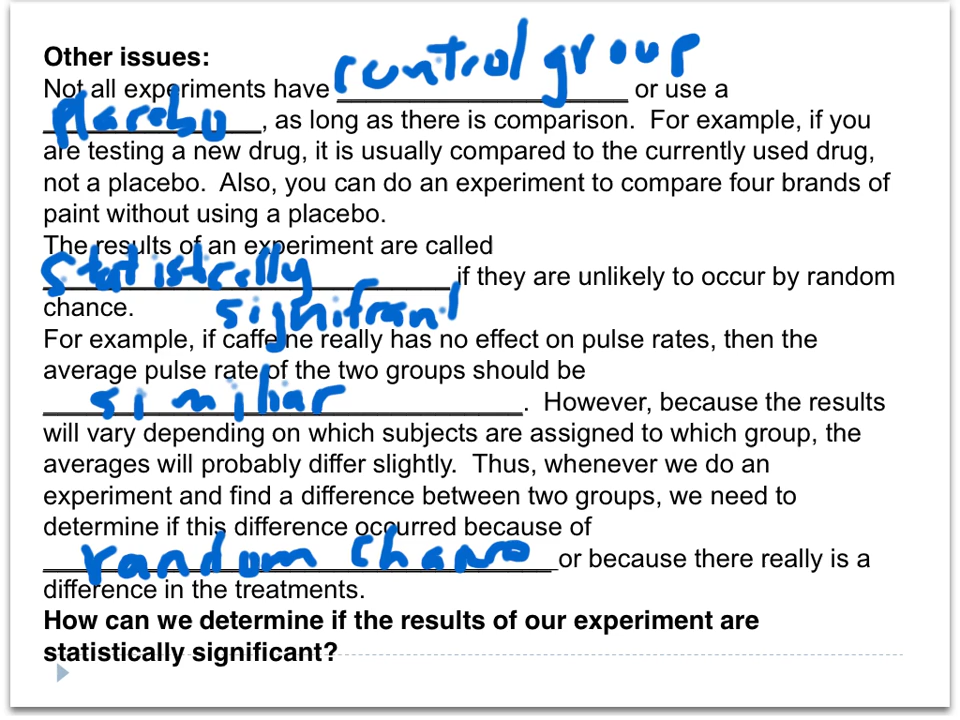 Other issues:
Not all experiments have control group or use a
placebo, as long as there is comparison. For example, if you
are testing a new drug, it is usually compared to the currently used drug,
not a placebo. Also, you can do an experiment to compare four brands of
paint without using a placebo.
The results of an experiment are called
statistically if they are unlikely to occur by random
chance. significant
For example, if caffeine really has no effect on pulse rates, then the
average pulse rate of the two groups should be
similiar. However, because the results
will vary depending on which subjects are assigned to which group, the
averages will probably differ slightly. Thus, whenever we do an
experiment and find a difference between two groups, we need to
determine if this difference occurred because of
random chance or because there really is a
difference in the treatments.
How can we determine if the results of our experiment are
statistically significant?